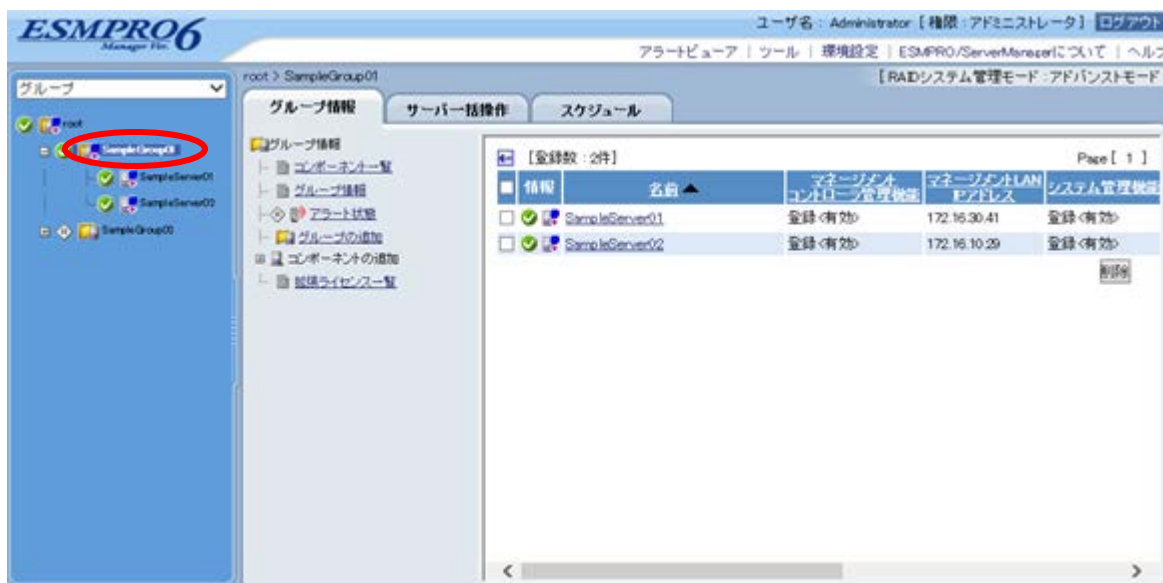 ESMPRO6
Manager Ver.
ユーザ名 : Administrator [ 権限 : アドミニストレータ ] ログアウト
アラートビューア | ツール | 環境設定 | ESMPRO/ServerManagerについて | ヘルプ
グループ
root > SampleGroup01
[ RAIDシステム管理モード : アドバンストモード
root
SampleGroup01
SampleServer01
SampleServer02
グループ情報 サーバー括操作 スケジュール
グループ情報
コンポーネント一覧
グループ情報
アラート状態
グループの追加
コンポーネントの追加
拡張ライセンス一覧
[登録数 : 2件] Page [ 1 ]
情報 名前 マネージメント コントローラ管理機能 マネージメントLAN IPアドレス システム管理機能
SampleServer01 登録<有効> 172.16.30.41 登録<有効>
SampleServer02 登録<有効> 172.16.10.29 登録<有効>
削除